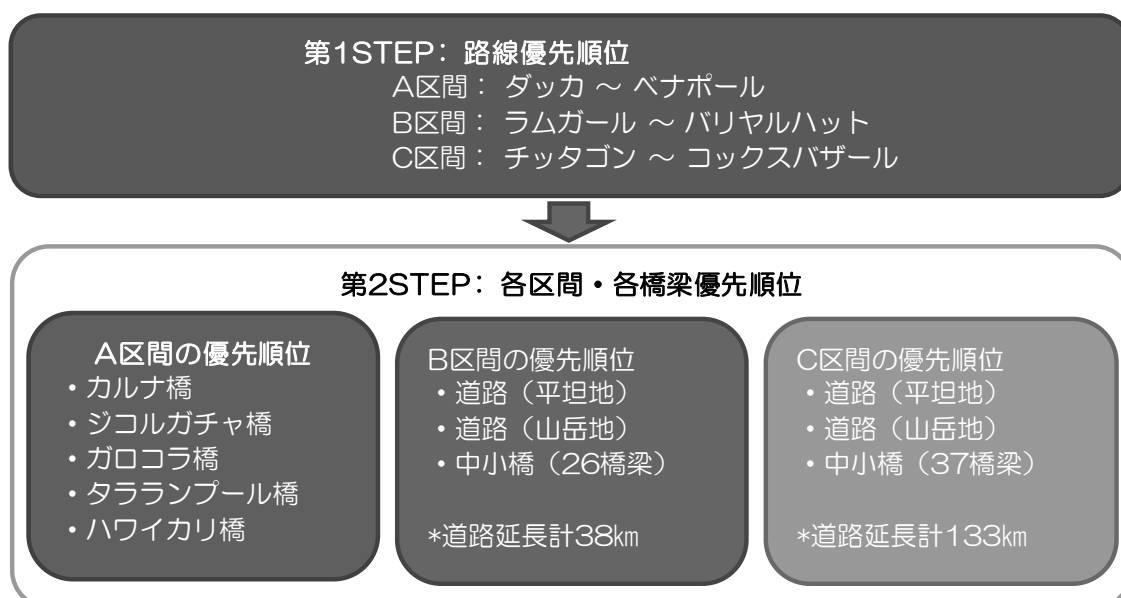 第1STEP：路線優先順位
A区間： ダッカ ～ ベナポール
B区間： ラムガール ～ バリヤルハット
C区間： チッタゴン ～ コックスバザール
第2STEP：各区間・各橋梁優先順位
A区間の優先順位
・カルナ橋
・ジコルガチャ橋
・ガロコラ橋
・タラランプール橋
・ハワイカリ橋
B区間の優先順位
・道路（平坦地）
・道路（山岳地）
・中小橋（26橋梁）
*道路延長計38㎞
C区間の優先順位
・道路（平坦地）
・道路（山岳地）
・中小橋（37橋梁）
*道路延長計133㎞